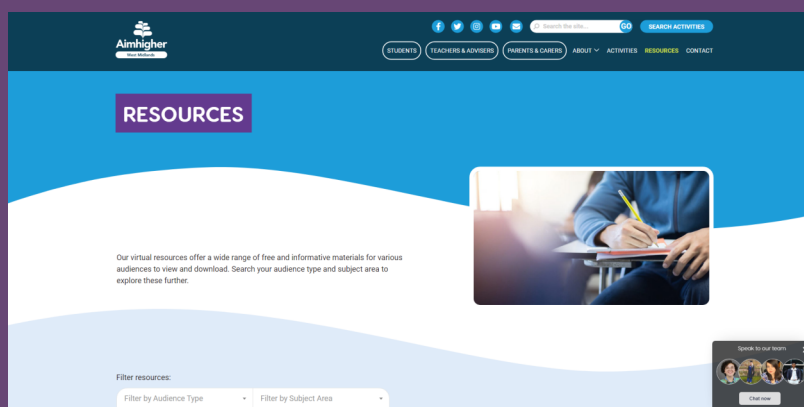 Aimhigher
West Midlands
Search the site...
GO
SEARCH ACTIVITIES
STUDENTS
TEACHERS & ADVISERS
PARENTS & CARERS
ABOUT
ACTIVITIES
RESOURCES
CONTACT
RESOURCES
Our virtual resources offer a wide range of free and informative materials for various
audiences to view and download. Search your audience type and subject area to
explore these further.
Filter resources:
Filter by Audience Type
Filter by Subject Area
Speak to our team
Chat now